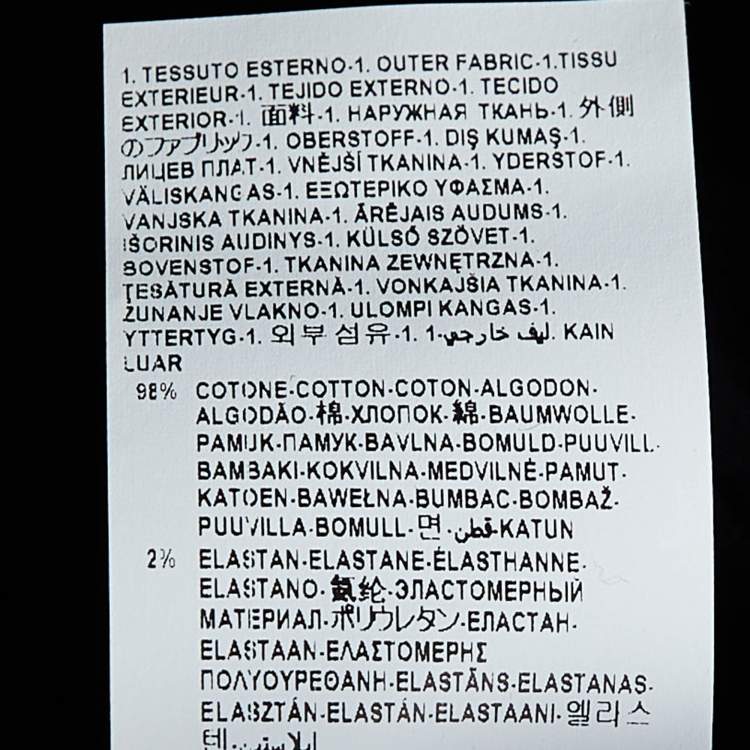 1. TESSUTO ESTERNO-1. OUTER FABRIC-1.TISSU
EXTERIEUR-1. TEJIDO EXTERNO-1. TECIDO
EXTERIOR-1. 面料-1. НАРУЖНАЯ ТКАНЬ-1. 外側
のファブリック-1. OBERSTOFF-1. DIŞ KUMAŞ-1.
ЛИЦЕВ ПЛАТ-1. VNĚJŠÍ TKANINA-1. YDERSTOF-1.
VÄLISKANGAS-1. ΕΞΩΤΕΡΙΚΟ ΥΦΑΣΜΑ-1.
VANJSKA TKANINA-1. ĀRĒJAIS AUDUMS-1.
IŠORINIS AUDINYS-1. KÜLSŐ SZÖVET-1.
BOVENSTOF-1. TKANINA ZEWNĘTRZNA-1.
ŢESĂTURĂ EXTERNĂ-1. VONKAJŠIA TKANINA-1.
ZUNANJE VLAKNO-1. ULOMPI KANGAS-1.
YTTERTYG-1. 외부 섬유-1. 1-ليف خارجي. KAIN
LUAR
98% COTONE-COTTON-COTON-ALGODON-
ALGODÃO-棉-ХЛОПОК-綿-BAUMWOLLE-
PAMUK-ПАМУК-BAVLNA-BOMULD-PUUVILL-
BAMBAKI-KOKVILNA-MEDVILNĖ-PAMUT-
KATOEN-BAWEŁNA-BUMBAC-BOMBAŽ-
PUUVILLA-BOMULL-면-قطن-KATUN
2% ELASTAN-ELASTANE-ÉLASTHANNE-
ELASTANO-氨纶-ЭЛАСТОМЕРНЫЙ
МАТЕРИАЛ-ポリウレタン-ЕЛАСТАН-
ELASTAAN-ΕΛΑΣΤΟΜΕΡΗΣ
ΠΟΛΥΟΥΡΕΘΑΝΗ-ELASTĀNS-ELASTANAS-
ELASZTÁN-ELASTÁN-ELASTAANI-엘라스
텐-إيلاستين